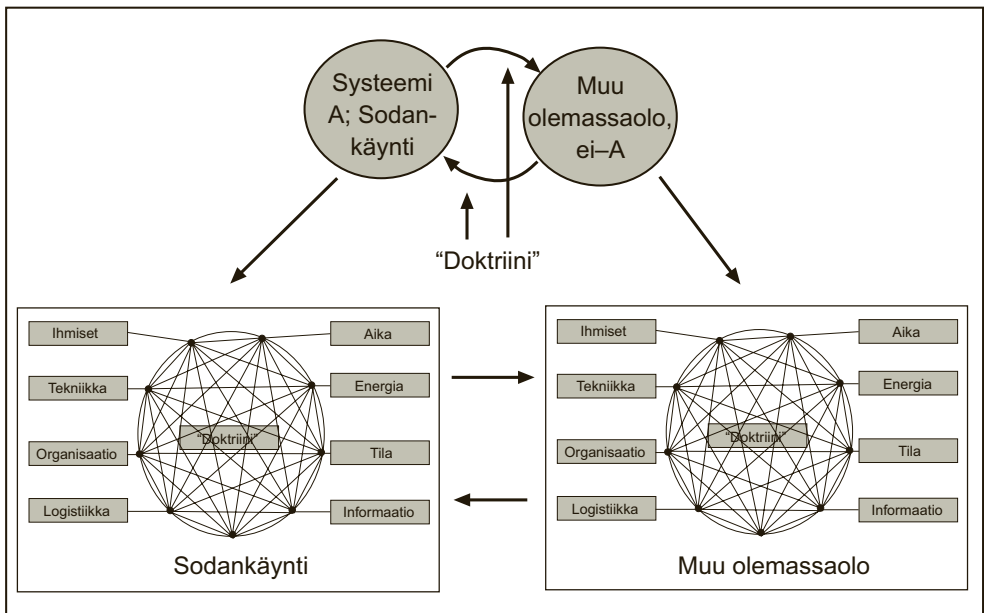 Systeemi
A; Sodan-
käynti
Muu
olemassaolo,
ei–A
“Doktriini”
Ihmiset
Aika
Tekniikka
Energia
“Doktriini”
Organisaatio
Tila
Logistiikka
Informaatio
Sodankäynti
Ihmiset
Aika
Tekniikka
Energia
“Doktriini”
Organisaatio
Tila
Logistiikka
Informaatio
Muu olemassaolo